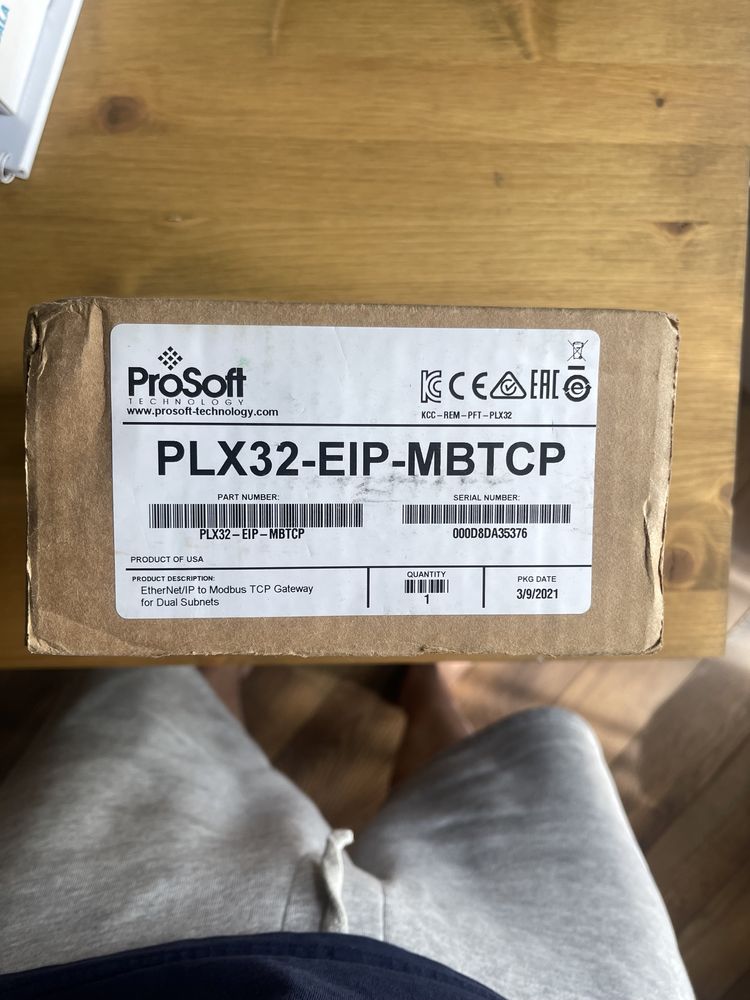 ProSoft
TECHNOLOGY
www.prosoft-technology.com
KCC-REM-PFT-PLX32
PLX32-EIP-MBTCP
PART NUMBER:
PLX32-EIP-MBTCP
SERIAL NUMBER:
000D8DA35376
PRODUCT OF USA
PRODUCT DESCRIPTION:
EtherNet/IP to Modbus TCP Gateway
for Dual Subnets
QUANTITY
1
PKG DATE
3/9/2021